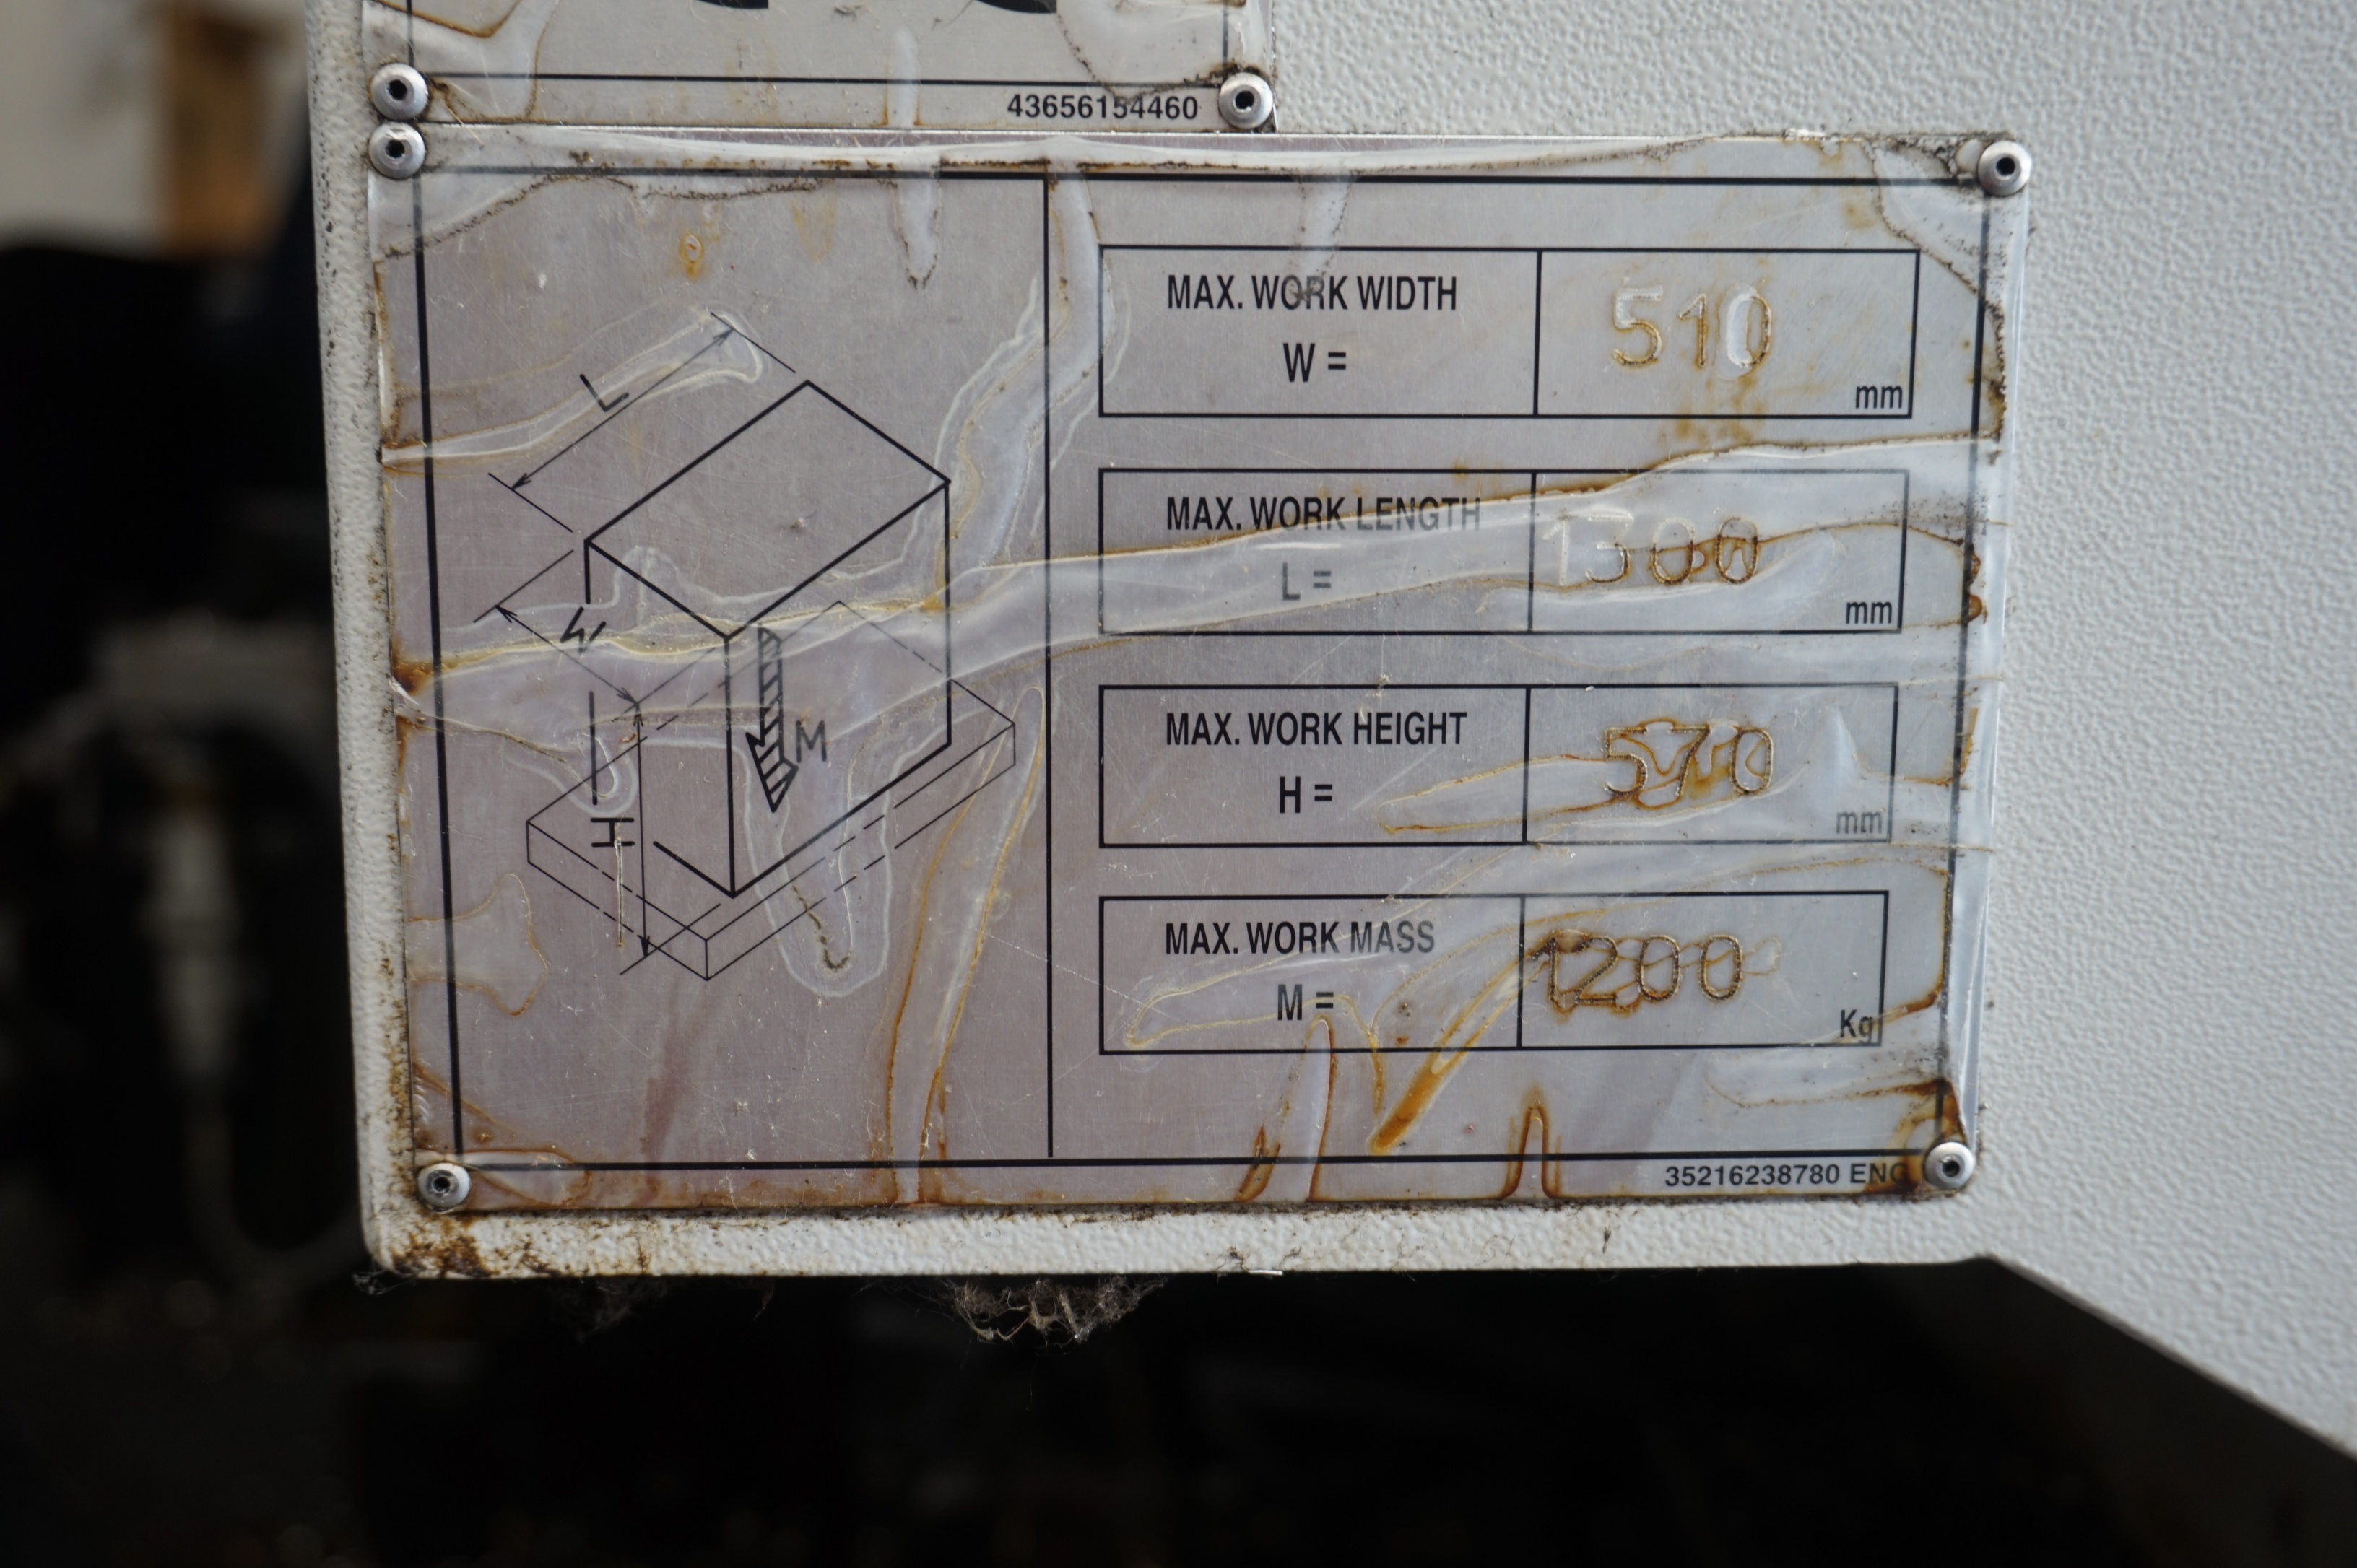 43656154460
MAX. WORK WIDTH
W =
510
mm
MAX. WORK LENGTH
L =
1300
mm
MAX. WORK HEIGHT
H =
570
mm
MAX. WORK MASS
M =
1200
Kg
L
W
M
H
35216238780 ENG